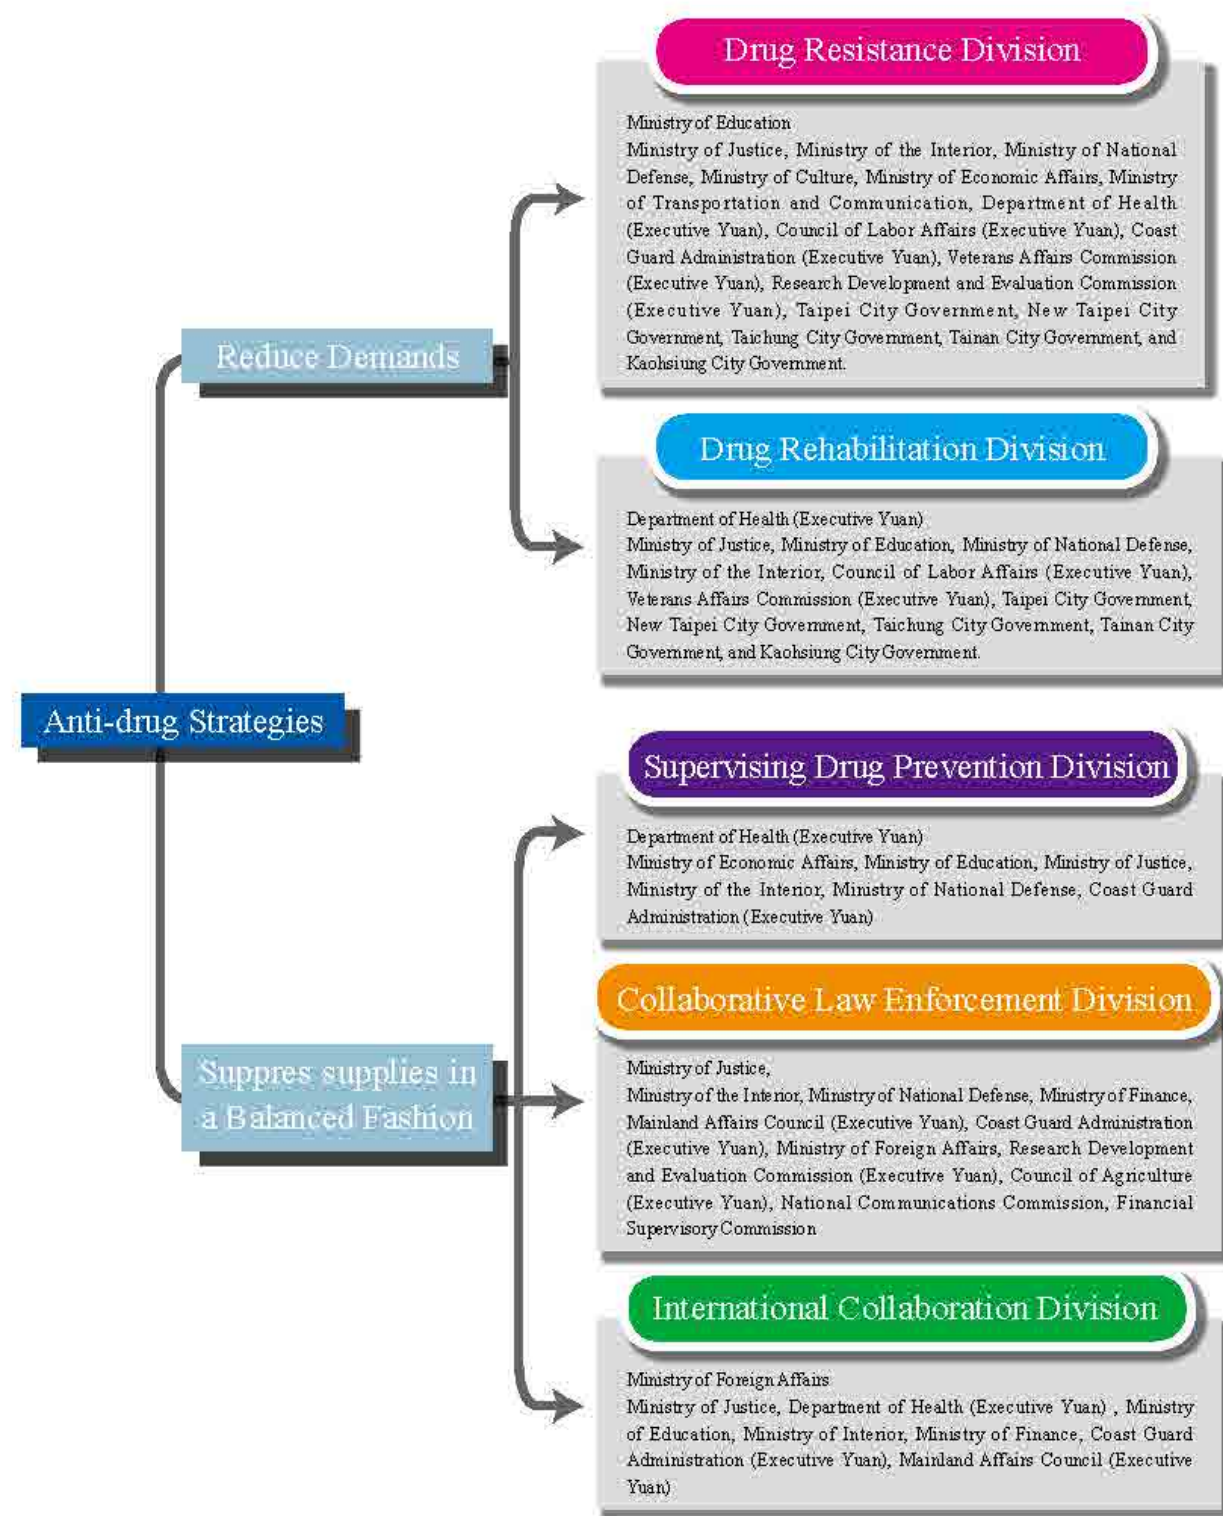 Drug Resistance Division
Ministry of Education
Ministry of Justice, Ministry of the Interior, Ministry of National
Defense, Ministry of Culture, Ministry of Economic Affairs, Ministry
of Transportation and Communication, Department of Health
(Executive Yuan), Council of Labor Affairs (Executive Yuan), Coast
Guard Administration (Executive Yuan), Veterans Affairs Commission
(Executive Yuan), Research Development and Evaluation Commission
(Executive Yuan), Taipei City Government, New Taipei City
Government, Taichung City Government, Tainan City Government, and
Kaohsiung City Government.
Reduce Demands
Drug Rehabilitation Division
Department of Health (Executive Yuan)
Ministry of Justice, Ministry of Education, Ministry of National Defense,
Ministry of the Interior, Council of Labor Affairs (Executive Yuan),
Veterans Affairs Commission (Executive Yuan), Taipei City Government,
New Taipei City Government, Taichung City Government, Tainan City
Government, and Kaohsiung City Government.
Anti-drug Strategies
Supervising Drug Prevention Division
Department of Health (Executive Yuan)
Ministry of Economic Affairs, Ministry of Education, Ministry of Justice,
Ministry of the Interior, Ministry of National Defense, Coast Guard
Administration (Executive Yuan)
Suppres supplies in
a Balanced Fashion
Collaborative Law Enforcement Division
Ministry of Justice,
Ministry of the Interior, Ministry of National Defense, Ministry of Finance,
Mainland Affairs Council (Executive Yuan), Coast Guard Administration
(Executive Yuan), Ministry of Foreign Affairs, Research Development
and Evaluation Commission (Executive Yuan), Council of Agriculture
(Executive Yuan), National Communications Commission, Financial
Supervisory Commission
International Collaboration Division
Ministry of Foreign Affairs
Ministry of Justice, Department of Health (Executive Yuan) , Ministry
of Education, Ministry of Interior, Ministry of Finance, Coast Guard
Administration (Executive Yuan), Mainland Affairs Council (Executive
Yuan)